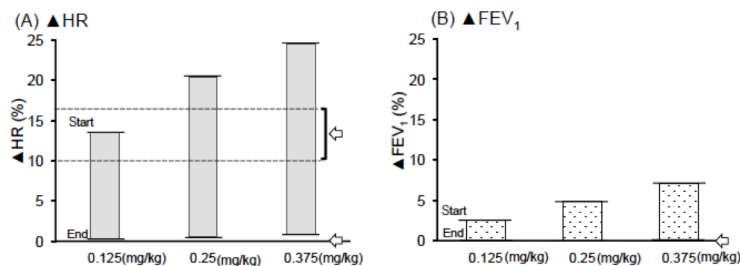 (A) ▲HR
25
20
15
10
5
0
▲HR (%)
Start
End
0.125(mg/kg)
0.25(mg/kg)
0.375(mg/kg)
(B) ▲FEV1
25
20
15
10
5
0
▲FEV1 (%)
Start
End
0.125(mg/kg)
0.25(mg/kg)
0.375(mg/kg)